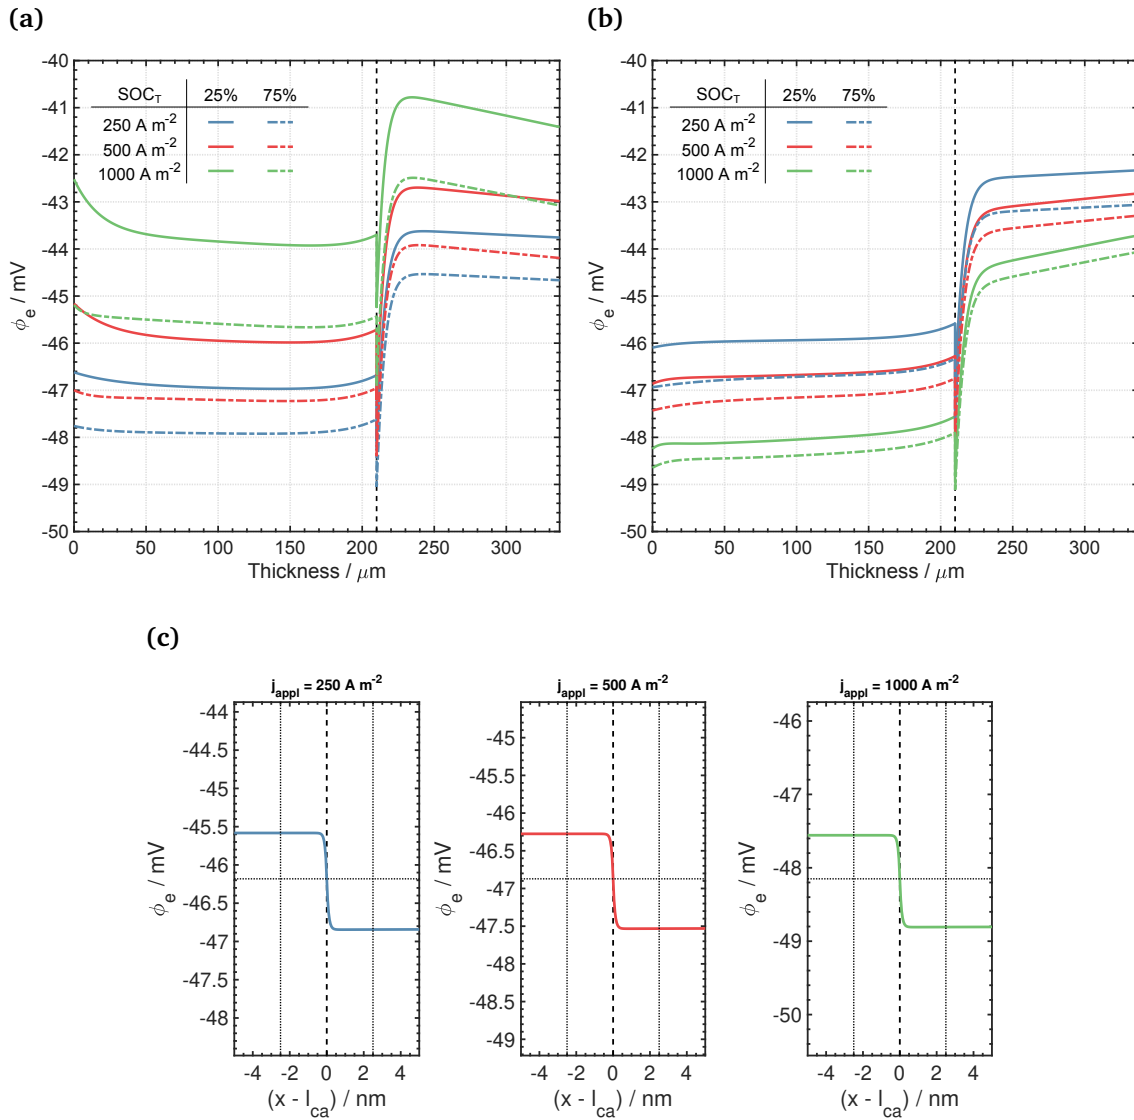 (a)
(b)
-40
-41
-42
-43
-44
-45
-46
-47
-48
-49
-50
ϕe / mV
SOCT 25% 75%
250 A m-2
500 A m-2
1000 A m-2
0 50 100 150 200 250 300
Thickness / μm
-40
-41
-42
-43
-44
-45
-46
-47
-48
-49
-50
ϕe / mV
SOCT 25% 75%
250 A m-2
500 A m-2
1000 A m-2
0 50 100 150 200 250 300
Thickness / μm
(c)
jappl = 250 A m-2
-44
-44.5
-45
-45.5
-46
-46.5
-47
-47.5
-48
ϕe / mV
-4 -2 0 2 4
(x - lca) / nm
jappl = 500 A m-2
-45
-45.5
-46
-46.5
-47
-47.5
-48
-48.5
-49
ϕe / mV
-4 -2 0 2 4
(x - lca) / nm
jappl = 1000 A m-2
-46
-47
-48
-49
-50
ϕe / mV
-4 -2 0 2 4
(x - lca) / nm